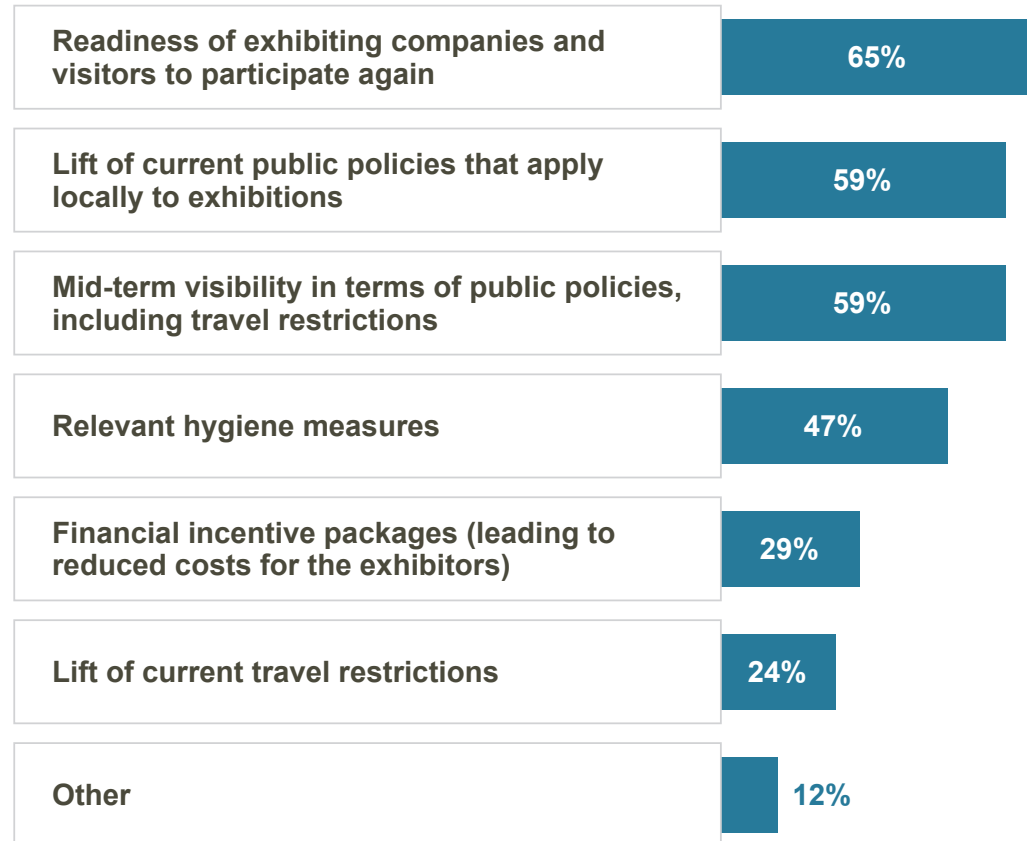 Readiness of exhibiting companies and
visitors to participate again
65%
Lift of current public policies that apply
locally to exhibitions
59%
Mid-term visibility in terms of public policies,
including travel restrictions
59%
Relevant hygiene measures
47%
Financial incentive packages (leading to
reduced costs for the exhibitors)
29%
Lift of current travel restrictions
24%
Other
12%